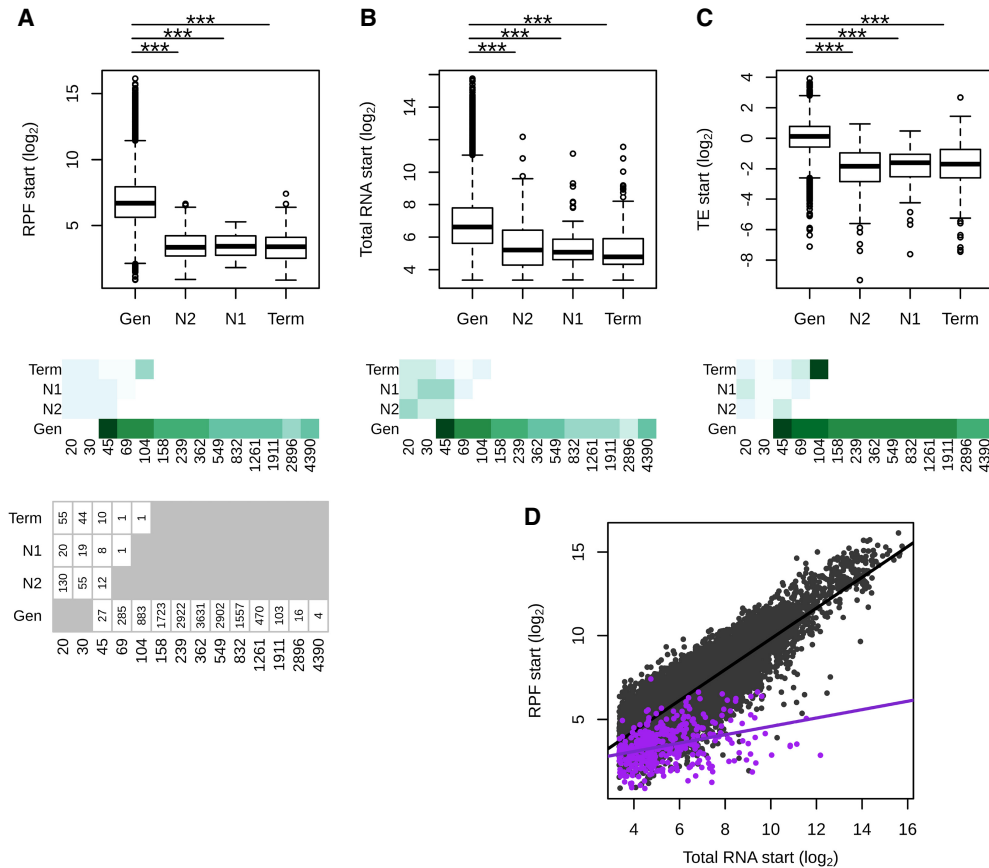 A
B
C
***
***
***
***
***
***
***
***
***
RPF start (log2)
15
10
5
Gen N2 N1 Term
Total RNA start (log2)
14
10
8
6
4
Gen N2 N1 Term
TE start (log2)
4
2
0
-2
-4
-6
-8
Gen N2 N1 Term
Term
N1
N2
Gen
20 30 45 69 104 158 239 362 549 832 1261 1911 2896 4390
Term
N1
N2
Gen
20 30 45 69 104 158 239 362 549 832 1261 1911 2896 4390
Term
N1
N2
Gen
20 30 45 69 104 158 239 362 549 832 1261 1911 2896 4390
Term 55 44 10 1 1
N1 20 19 8 1
N2 130 55 12
Gen 27 285 883 1723 2922 3631 2902 1557 470 103 16 4
20 30 45 69 104 158 239 362 549 832 1261 1911 2896 4390
D
RPF start (log2)
15
10
5
4 6 8 10 12 14 16
Total RNA start (log2)